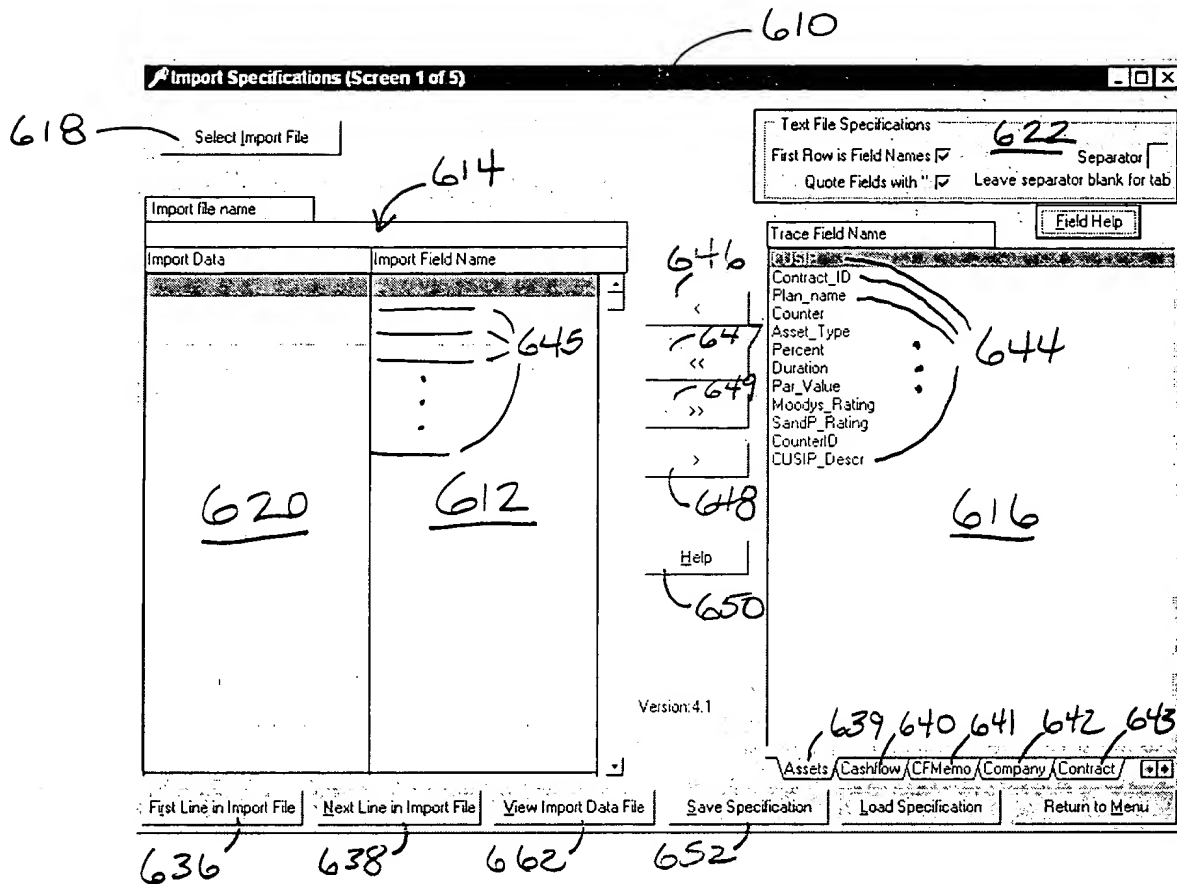 610
Import Specifications (Screen 1 of 5)
618
Select Import File
Text File Specifications
622
First Row is Field Names
Separator
Quote Fields with "
Leave separator blank for tab
614
Import file name
Field Help
Trace Field Name
Import Data
Import Field Name
646
<
647
<<
649
>>
>
648
Help
650
645
620
612
Contract_ID
Plan_name
Counter
Asset_Type
Percent
Duration
Par_Value
Moodys_Rating
SandP_Rating
CounterID
CUSIP_Descr
644
616
Version:4.1
639
640
641
642
643
Assets
Cashflow
CFMemo
Company
Contract
First Line in Import File
Next Line in Import File
View Import Data File
Save Specification
Load Specification
Return to Menu
636
638
662
652